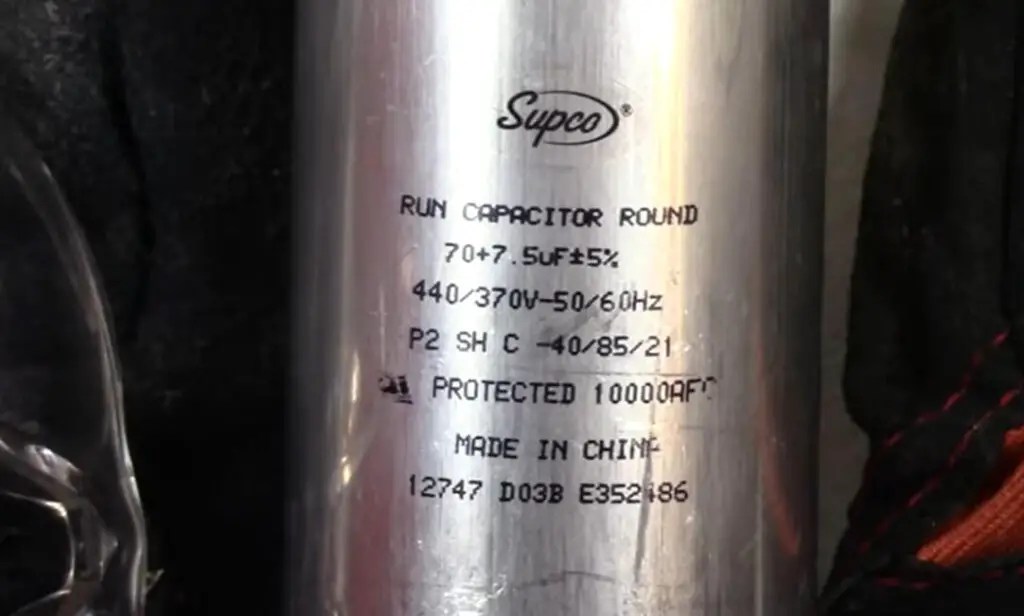 Supco®
RUN CAPACITOR ROUND
70+7.5uF±5%
440/370V-50/60Hz
P2 SH C -40/85/21
PROTECTED 10000AFC
MADE IN CHINA
12747 D03B